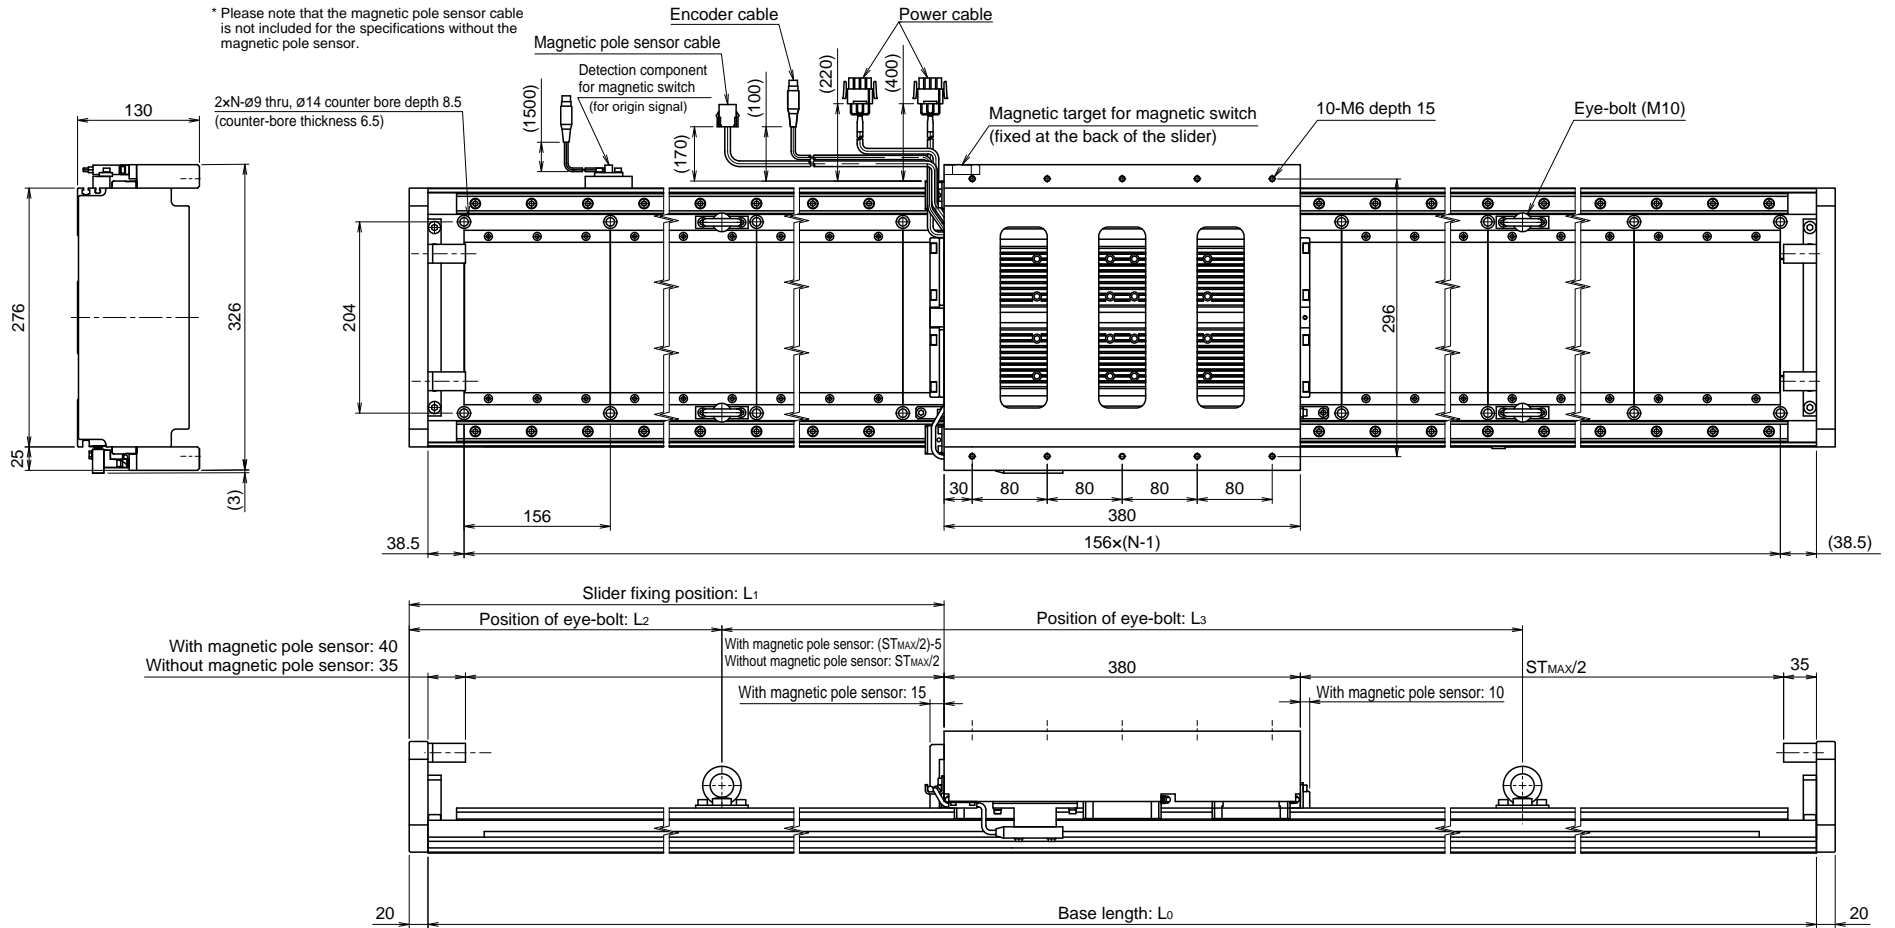 * Please note that the magnetic pole sensor cable
is not included for the specifications without the
magnetic pole sensor.
Encoder cable
Power cable
Magnetic pole sensor cable
Detection component
for magnetic switch
(for origin signal)
(1500)
(170)
(100)
(220)
(400)
130
2×N-ø9 thru, ø14 counter bore depth 8.5
(counter-bore thickness 6.5)
Magnetic target for magnetic switch
(fixed at the back of the slider)
10-M6 depth 15
Eye-bolt (M10)
276
326
204
296
25
(3)
30
80
80
80
80
156
380
38.5
156×(N-1)
(38.5)
Slider fixing position: L1
Position of eye-bolt: L2
Position of eye-bolt: L3
With magnetic pole sensor: 40
Without magnetic pole sensor: 35
With magnetic pole sensor: (STMAX/2)-5
Without magnetic pole sensor: STMAX/2
380
STMAX/2
35
With magnetic pole sensor: 15
With magnetic pole sensor: 10
20
Base length: L0
20